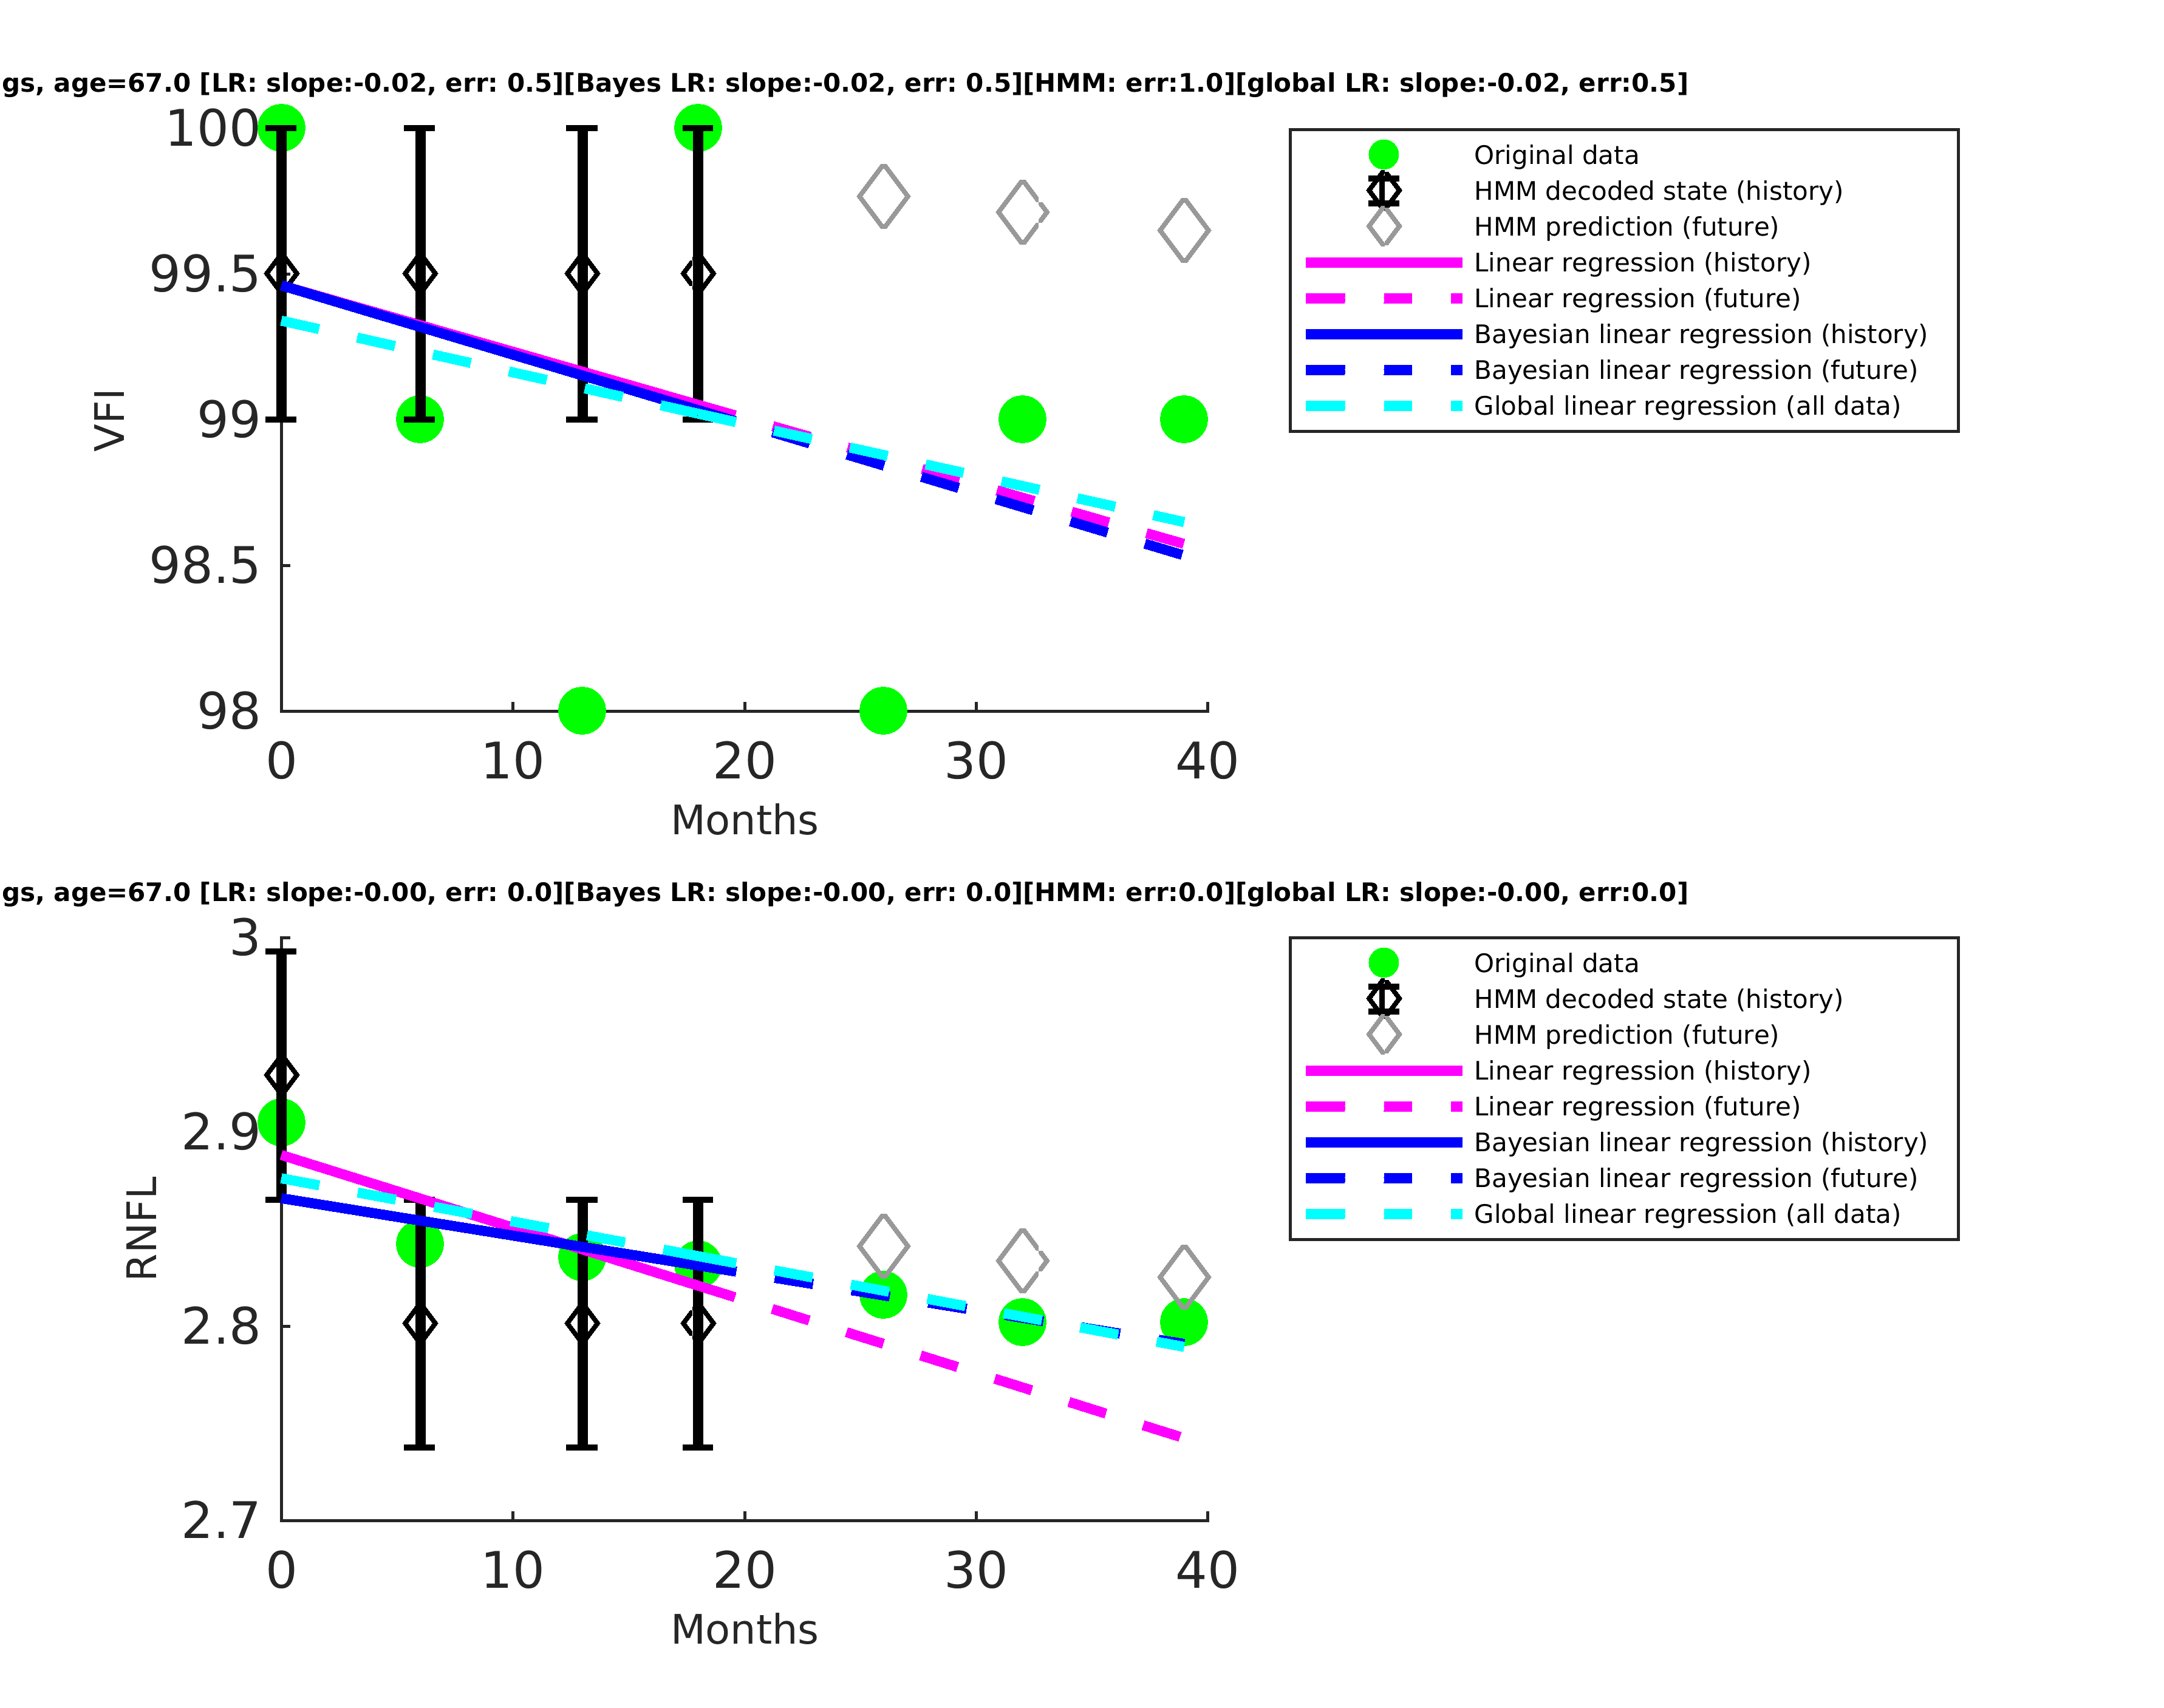 gs, age=67.0 [LR: slope:-0.02, err: 0.5][Bayes LR: slope:-0.02, err: 0.5][HMM: err:1.0][global LR: slope:-0.02, err:0.5]
100
99.5
99
98.5
98
VFI
0 10 20 30 40
Months
Original data
HMM decoded state (history)
HMM prediction (future)
Linear regression (history)
Linear regression (future)
Bayesian linear regression (history)
Bayesian linear regression (future)
Global linear regression (all data)
gs, age=67.0 [LR: slope:-0.00, err: 0.0][Bayes LR: slope:-0.00, err: 0.0][HMM: err:0.0][global LR: slope:-0.00, err:0.0]
3
2.9
2.8
2.7
RNFL
0 10 20 30 40
Months
Original data
HMM decoded state (history)
HMM prediction (future)
Linear regression (history)
Linear regression (future)
Bayesian linear regression (history)
Bayesian linear regression (future)
Global linear regression (all data)